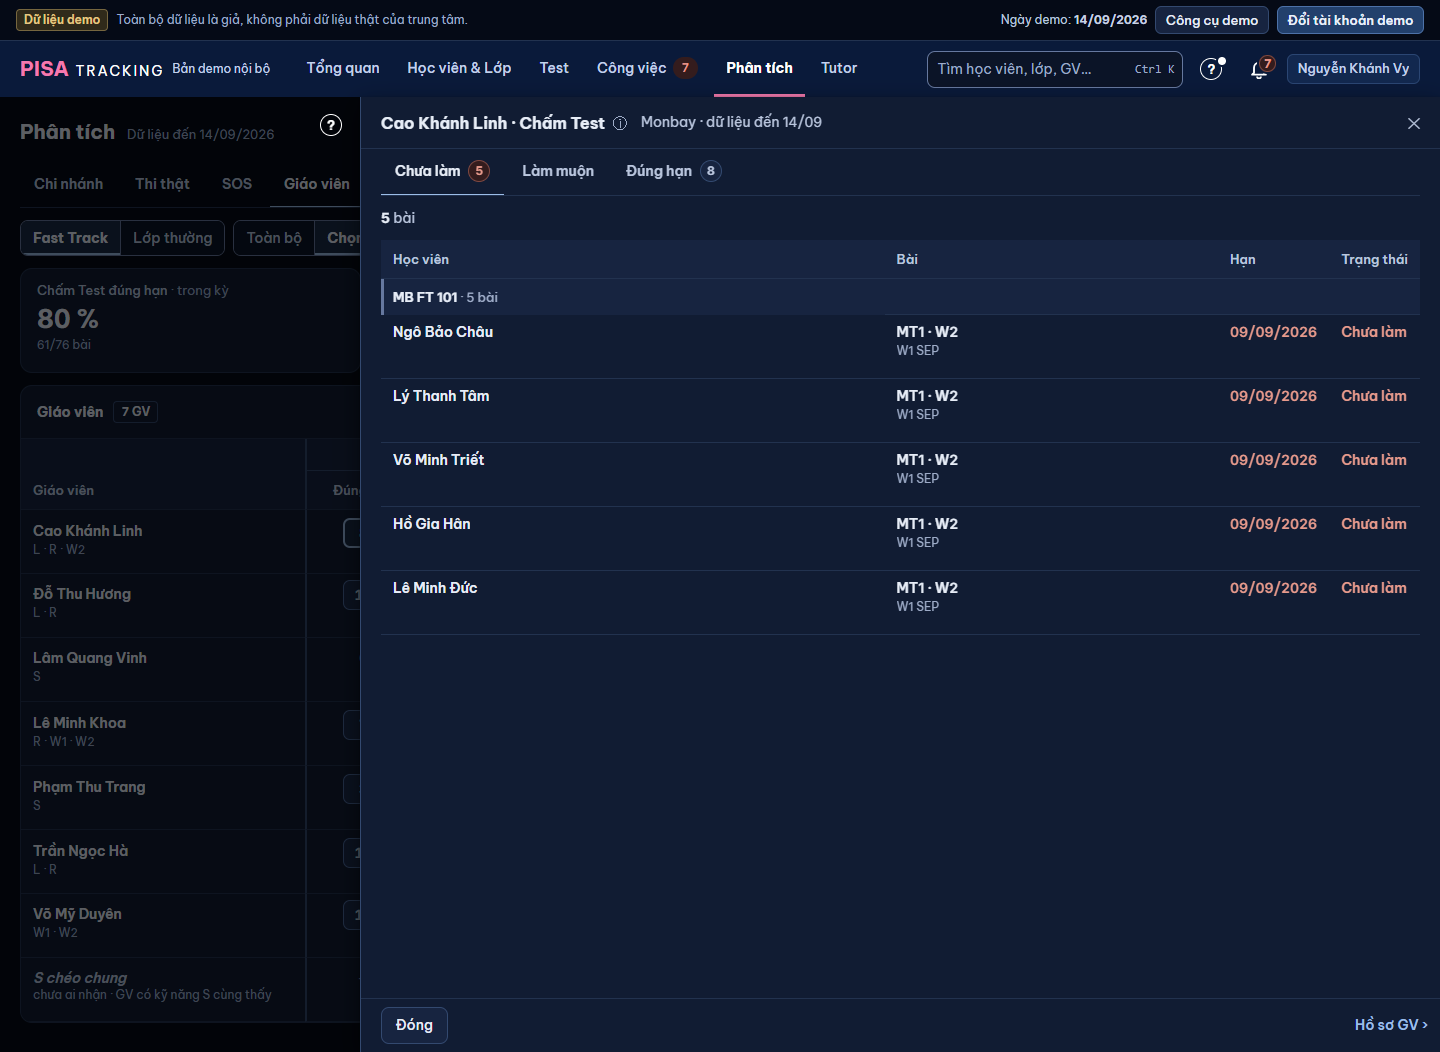 Dữ liệu demo Toàn bộ dữ liệu là giả, không phải dữ liệu thật của trung tâm. Ngày demo: 14/09/2026 Công cụ demo Đổi tài khoản demo
PISA TRACKING Bản demo nội bộ Tổng quan Học viên & Lớp Test Công việc 7 Phân tích Tutor Tìm học viên, lớp, GV... Ctrl K ? 7 Nguyễn Khánh Vy
Phân tích Dữ liệu đến 14/09/2026 ?
Chi nhánh Thi thật SOS Giáo viên
Fast Track Lớp thường Toàn bộ
Chấm Test đúng hạn · trong kỳ
80 %
61/76 bài
Giáo viên 7 GV
Giáo viên
Cao Khánh Linh
L · R · W2
Đỗ Thu Hương
L · R
Lâm Quang Vinh
S
Lê Minh Khoa
R · W1 · W2
Phạm Thu Trang
S
Trần Ngọc Hà
L · R
Võ Mỹ Duyên
W1 · W2
S chéo chung
chưa ai nhận · GV có kỹ năng S cùng thấy
Cao Khánh Linh · Chấm Test ⓘ Monbay · dữ liệu đến 14/09
Chưa làm 5 Làm muộn Đúng hạn 8
5 bài
Học viên Bài Hạn Trạng thái
MB FT 101 · 5 bài
Ngô Bảo Châu MT1 · W2 09/09/2026 Chưa làm
W1 SEP
Lý Thanh Tâm MT1 · W2 09/09/2026 Chưa làm
W1 SEP
Võ Minh Triết MT1 · W2 09/09/2026 Chưa làm
W1 SEP
Hồ Gia Hân MT1 · W2 09/09/2026 Chưa làm
W1 SEP
Lê Minh Đức MT1 · W2 09/09/2026 Chưa làm
W1 SEP
Đóng Hồ sơ GV ›